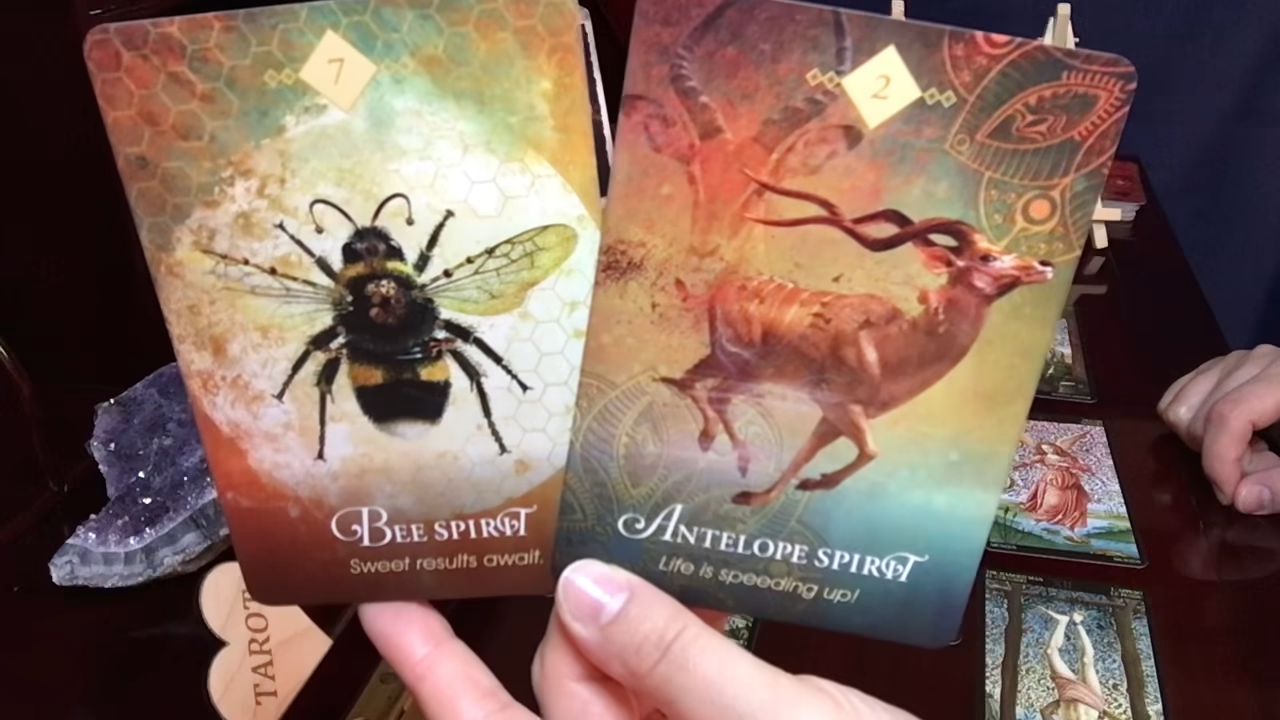 7
BEE SPIRIT
Sweet results await.
2
ANTELOPE SPIRIT
Life is speeding up!
TAROT